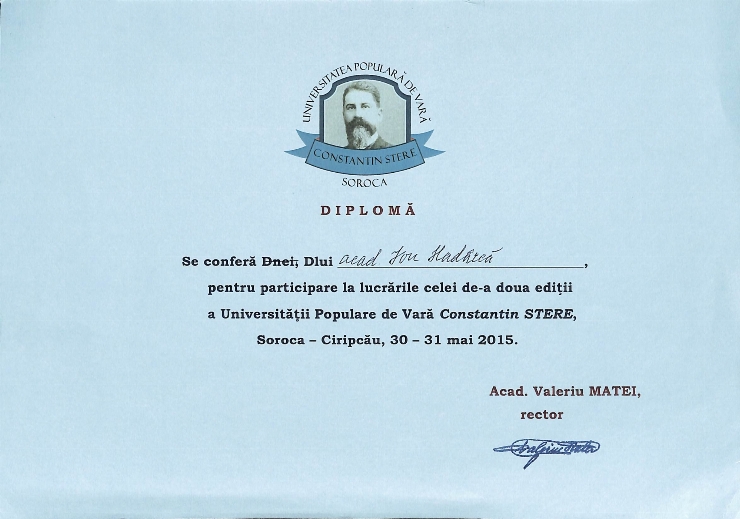 UNIVERSITATEA POPULARĂ DE VARĂ
CONSTANTIN STERE
SOROCA
DIPLOMĂ
Se conferă Dnei, Dlui acad Ion Hadârcă,
pentru participare la lucrările celei de-a doua ediții
a Universității Populare de Vară Constantin STERE,
Soroca – Ciripcău, 30 – 31 mai 2015.
Acad. Valeriu MATEI,
rector